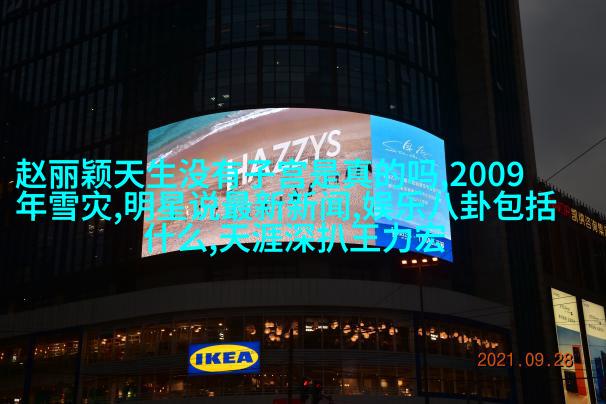 HAZZYS
赵丽颖天生没有子宫是真的吗,2009
年雪灾,明星说最新新闻,娱乐八卦包括
什么,天涯深扒王力宏
IKEA
2021.09.28